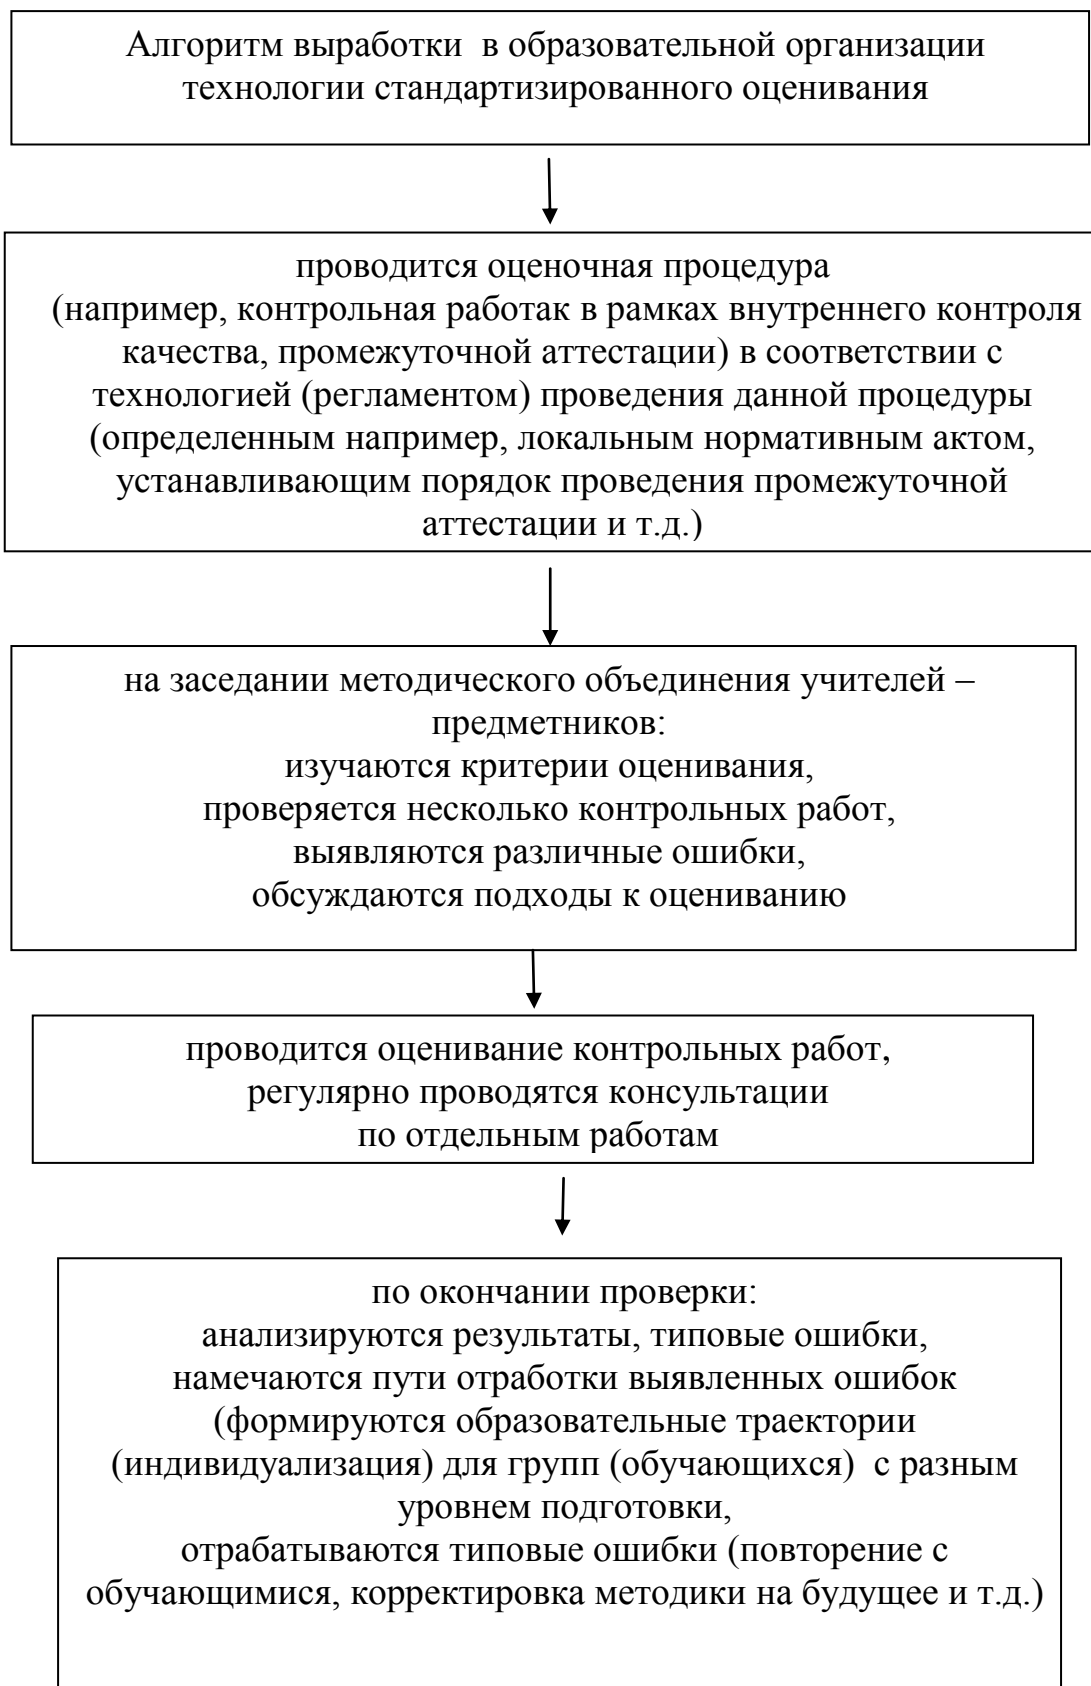 Алгоритм выработки  в образовательной организации
технологии стандартизированного оценивания
проводится оценочная процедура
(например, контрольная работак в рамках внутреннего контроля
качества, промежуточной аттестации) в соответствии с
технологией (регламентом) проведения данной процедуры
(определенным например, локальным нормативным актом,
устанавливающим порядок проведения промежуточной
аттестации и т.д.)
на заседании методического объединения учителей –
предметников:
изучаются критерии оценивания,
проверяется несколько контрольных работ,
выявляются различные ошибки,
обсуждаются подходы к оцениванию
проводится оценивание контрольных работ,
регулярно проводятся консультации
по отдельным работам
по окончании проверки:
анализируются результаты, типовые ошибки,
намечаются пути отработки выявленных ошибок
(формируются образовательные траектории
(индивидуализация) для групп (обучающихся)  с разным
уровнем подготовки,
отрабатываются типовые ошибки (повторение с
обучающимися, корректировка методики на будущее и т.д.)